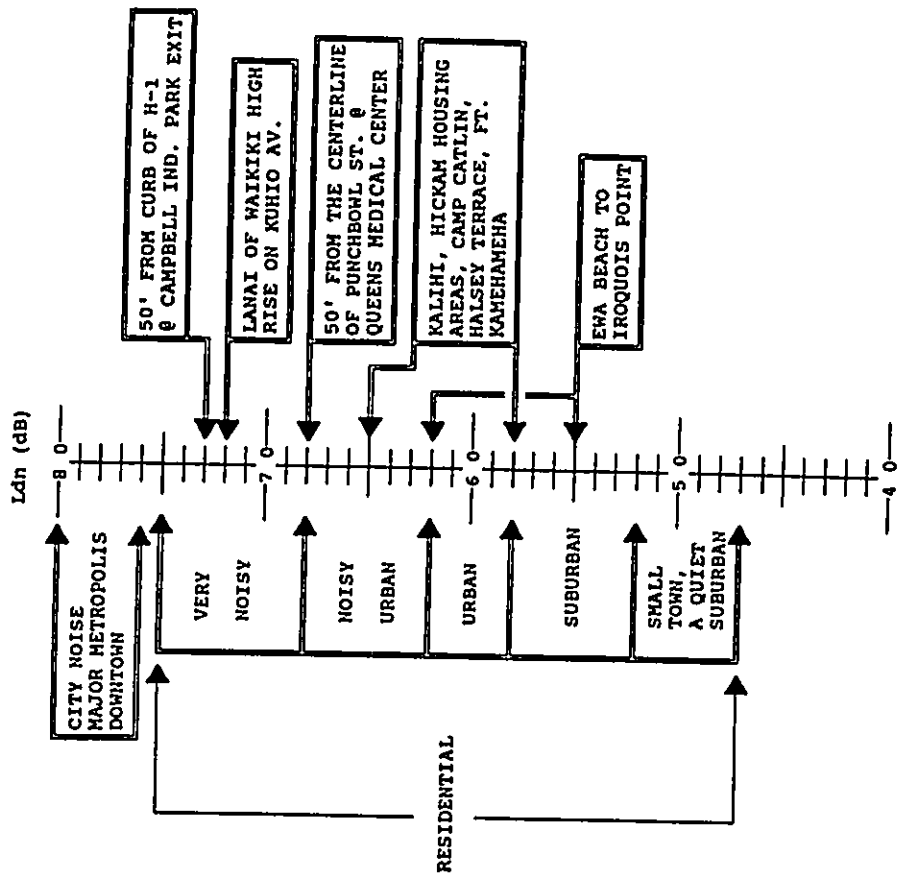 Ldn (dB)
80
70
60
50
40
CITY NOISE
MAJOR METROPOLIS
DOWNTOWN
VERY
NOISY
NOISY
URBAN
URBAN
SUBURBAN
SMALL
TOWN,
A QUIET
SUBURBAN
RESIDENTIAL
50' FROM CURB OF H-1
@ CAMPBELL IND. PARK EXIT
LANAI OF WAIKIKI HIGH
RISE ON KUHIO AV.
50' FROM THE CENTERLINE
OF PUNCHBOWL ST. @
QUEENS MEDICAL CENTER
KALIHI, HICKAM HOUSING
AREAS, CAMP CATLIN,
HALSEY TERRACE, FT.
KAMEHAMEHA
EWA BEACH TO
IROQUOIS POINT